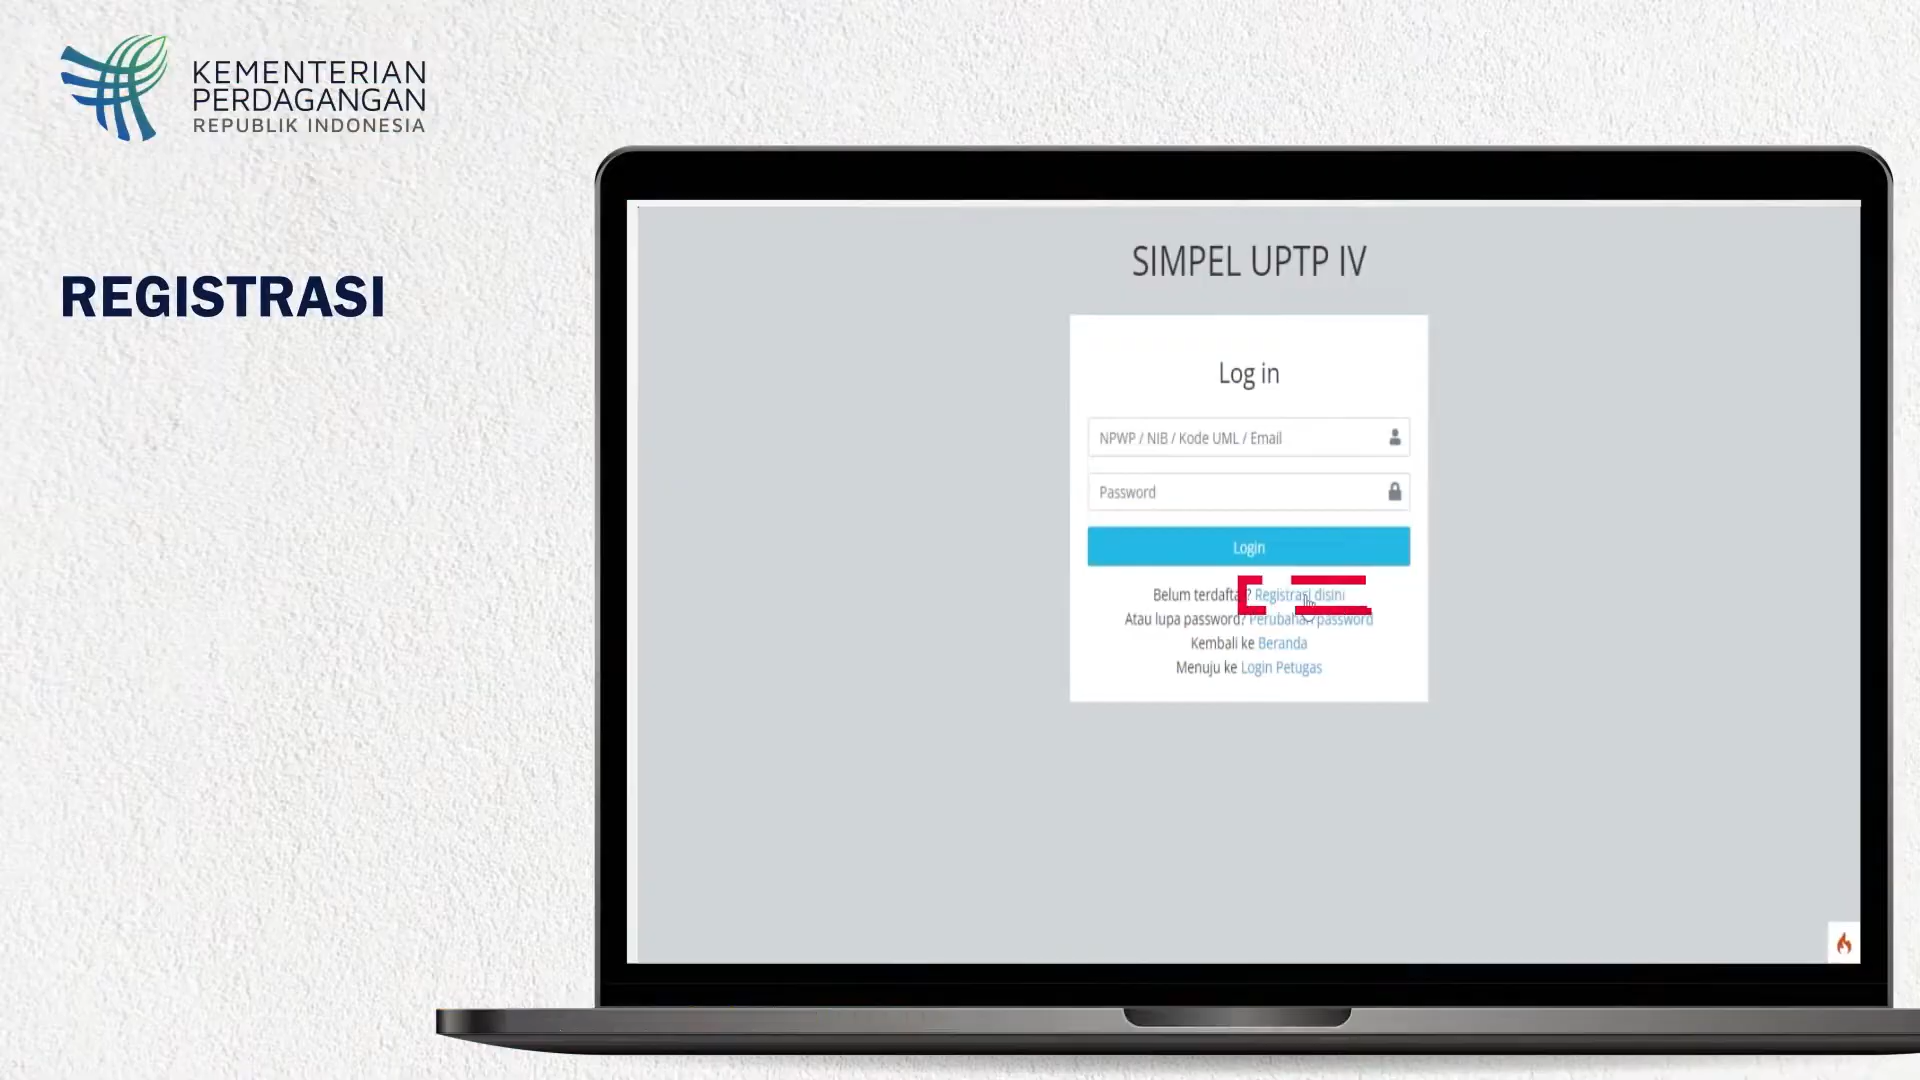 KEMENTERIAN
PERDAGANGAN
REPUBLIK INDONESIA
REGISTRASI
SIMPEL UPTP IV
Log in
NPWP / NIB / Kode UML / Email
Password
Login
Belum terdaftar? Registrasi disini
Atau lupa password? Perubahan password
Kembali ke Beranda
Menuju ke Login Petugas